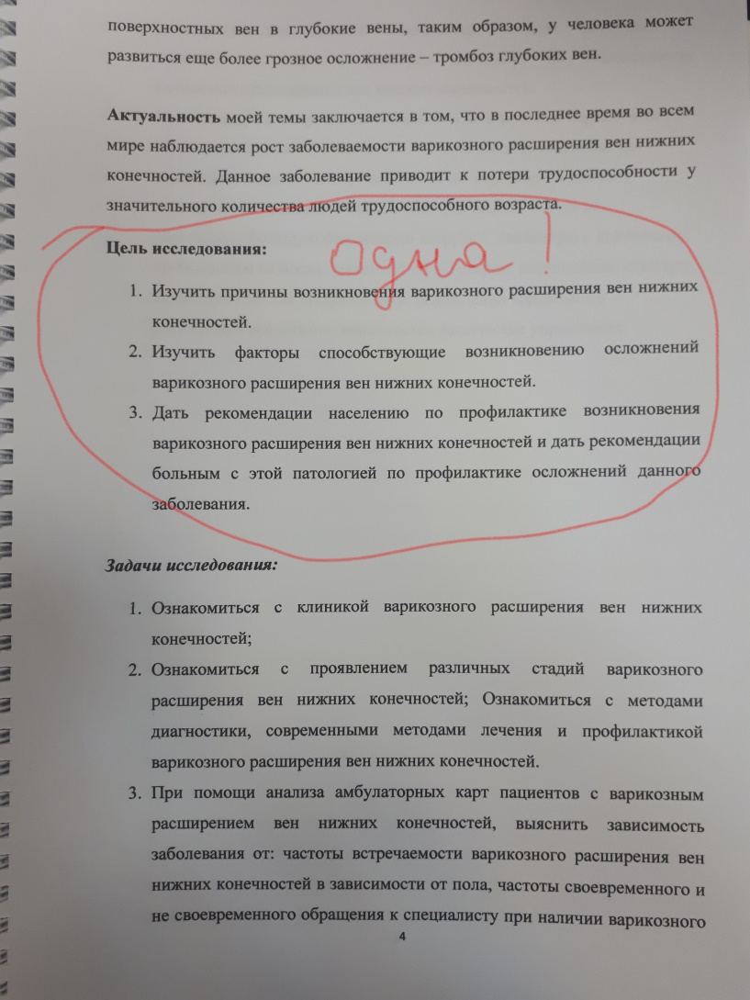 поверхностных вен в глубокие вены, таким образом, у человека может
развиться еще более грозное осложнение – тромбоз глубоких вен.
Актуальность моей темы заключается в том, что в последнее время во всем
мире наблюдается рост заболеваемости варикозного расширения вен нижних
конечностей. Данное заболевание приводит к потери трудоспособности у
значительного количества людей трудоспособного возраста.
Цель исследования:
Одна!
1. Изучить причины возникновения варикозного расширения вен нижних
конечностей.
2. Изучить факторы способствующие возникновению осложнений
варикозного расширения вен нижних конечностей.
3. Дать рекомендации населению по профилактике возникновения
варикозного расширения вен нижних конечностей и дать рекомендации
больным с этой патологией по профилактике осложнений данного
заболевания.
Задачи исследования:
1. Ознакомиться с клиникой варикозного расширения вен нижних
конечностей;
2. Ознакомиться с проявлением различных стадий варикозного
расширения вен нижних конечностей; Ознакомиться с методами
диагностики, современными методами лечения и профилактикой
варикозного расширения вен нижних конечностей.
3. При помощи анализа амбулаторных карт пациентов с варикозным
расширением вен нижних конечностей, выяснить зависимость
заболевания от: частоты встречаемости варикозного расширения вен
нижних конечностей в зависимости от пола, частоты своевременного и
не своевременного обращения к специалисту при наличии варикозного
4